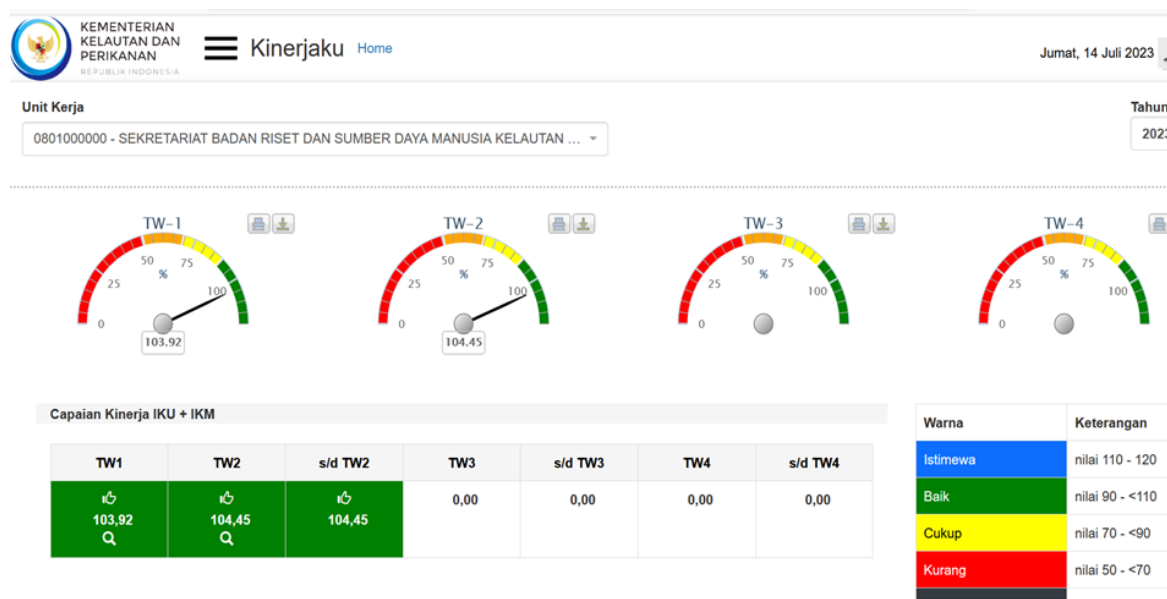 KEMENTERIAN
KELAUTAN DAN
PERIKANAN
REPUBLIK INDONESIA
Kinerjaku Home
Jumat, 14 Juli 2023
Unit Kerja
Tahun
0801000000 - SEKRETARIAT BADAN RISET DAN SUMBER DAYA MANUSIA KELAUTAN ...
2023
TW-1
0 25 50 75 100
%
103.92
TW-2
0 25 50 75 100
%
104.45
TW-3
0 25 50 75 100
%
TW-4
0 25 50 75 100
%
Capaian Kinerja IKU + IKM
TW1 TW2 s/d TW2 TW3 s/d TW3 TW4 s/d TW4
103,92 104,45 104,45 0,00 0,00 0,00 0,00
Warna Keterangan
Istimewa nilai 110 - 120
Baik nilai 90 - <110
Cukup nilai 70 - <90
Kurang nilai 50 - <70